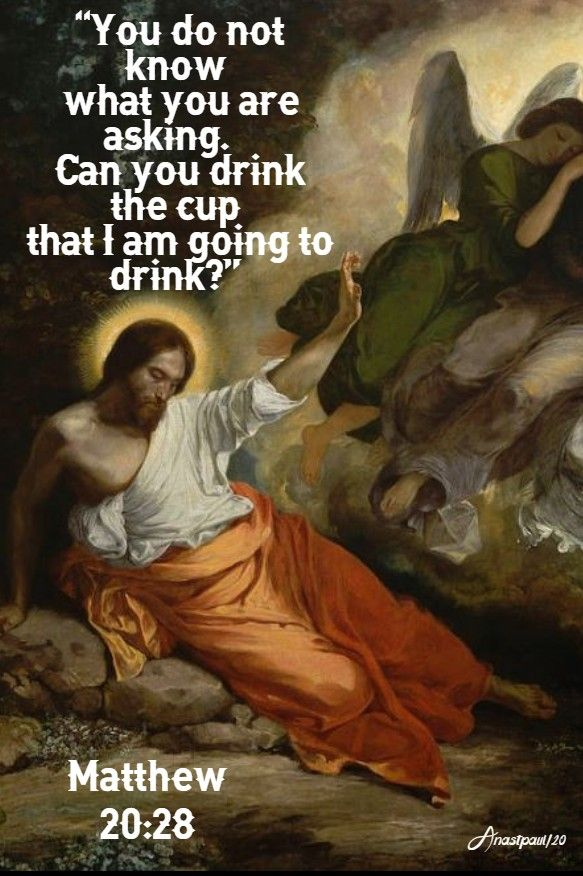 “You do not
know
what you are
asking.
Can you drink
the cup
that I am going to
drink?”
Matthew
20:28
Anastpaul/20